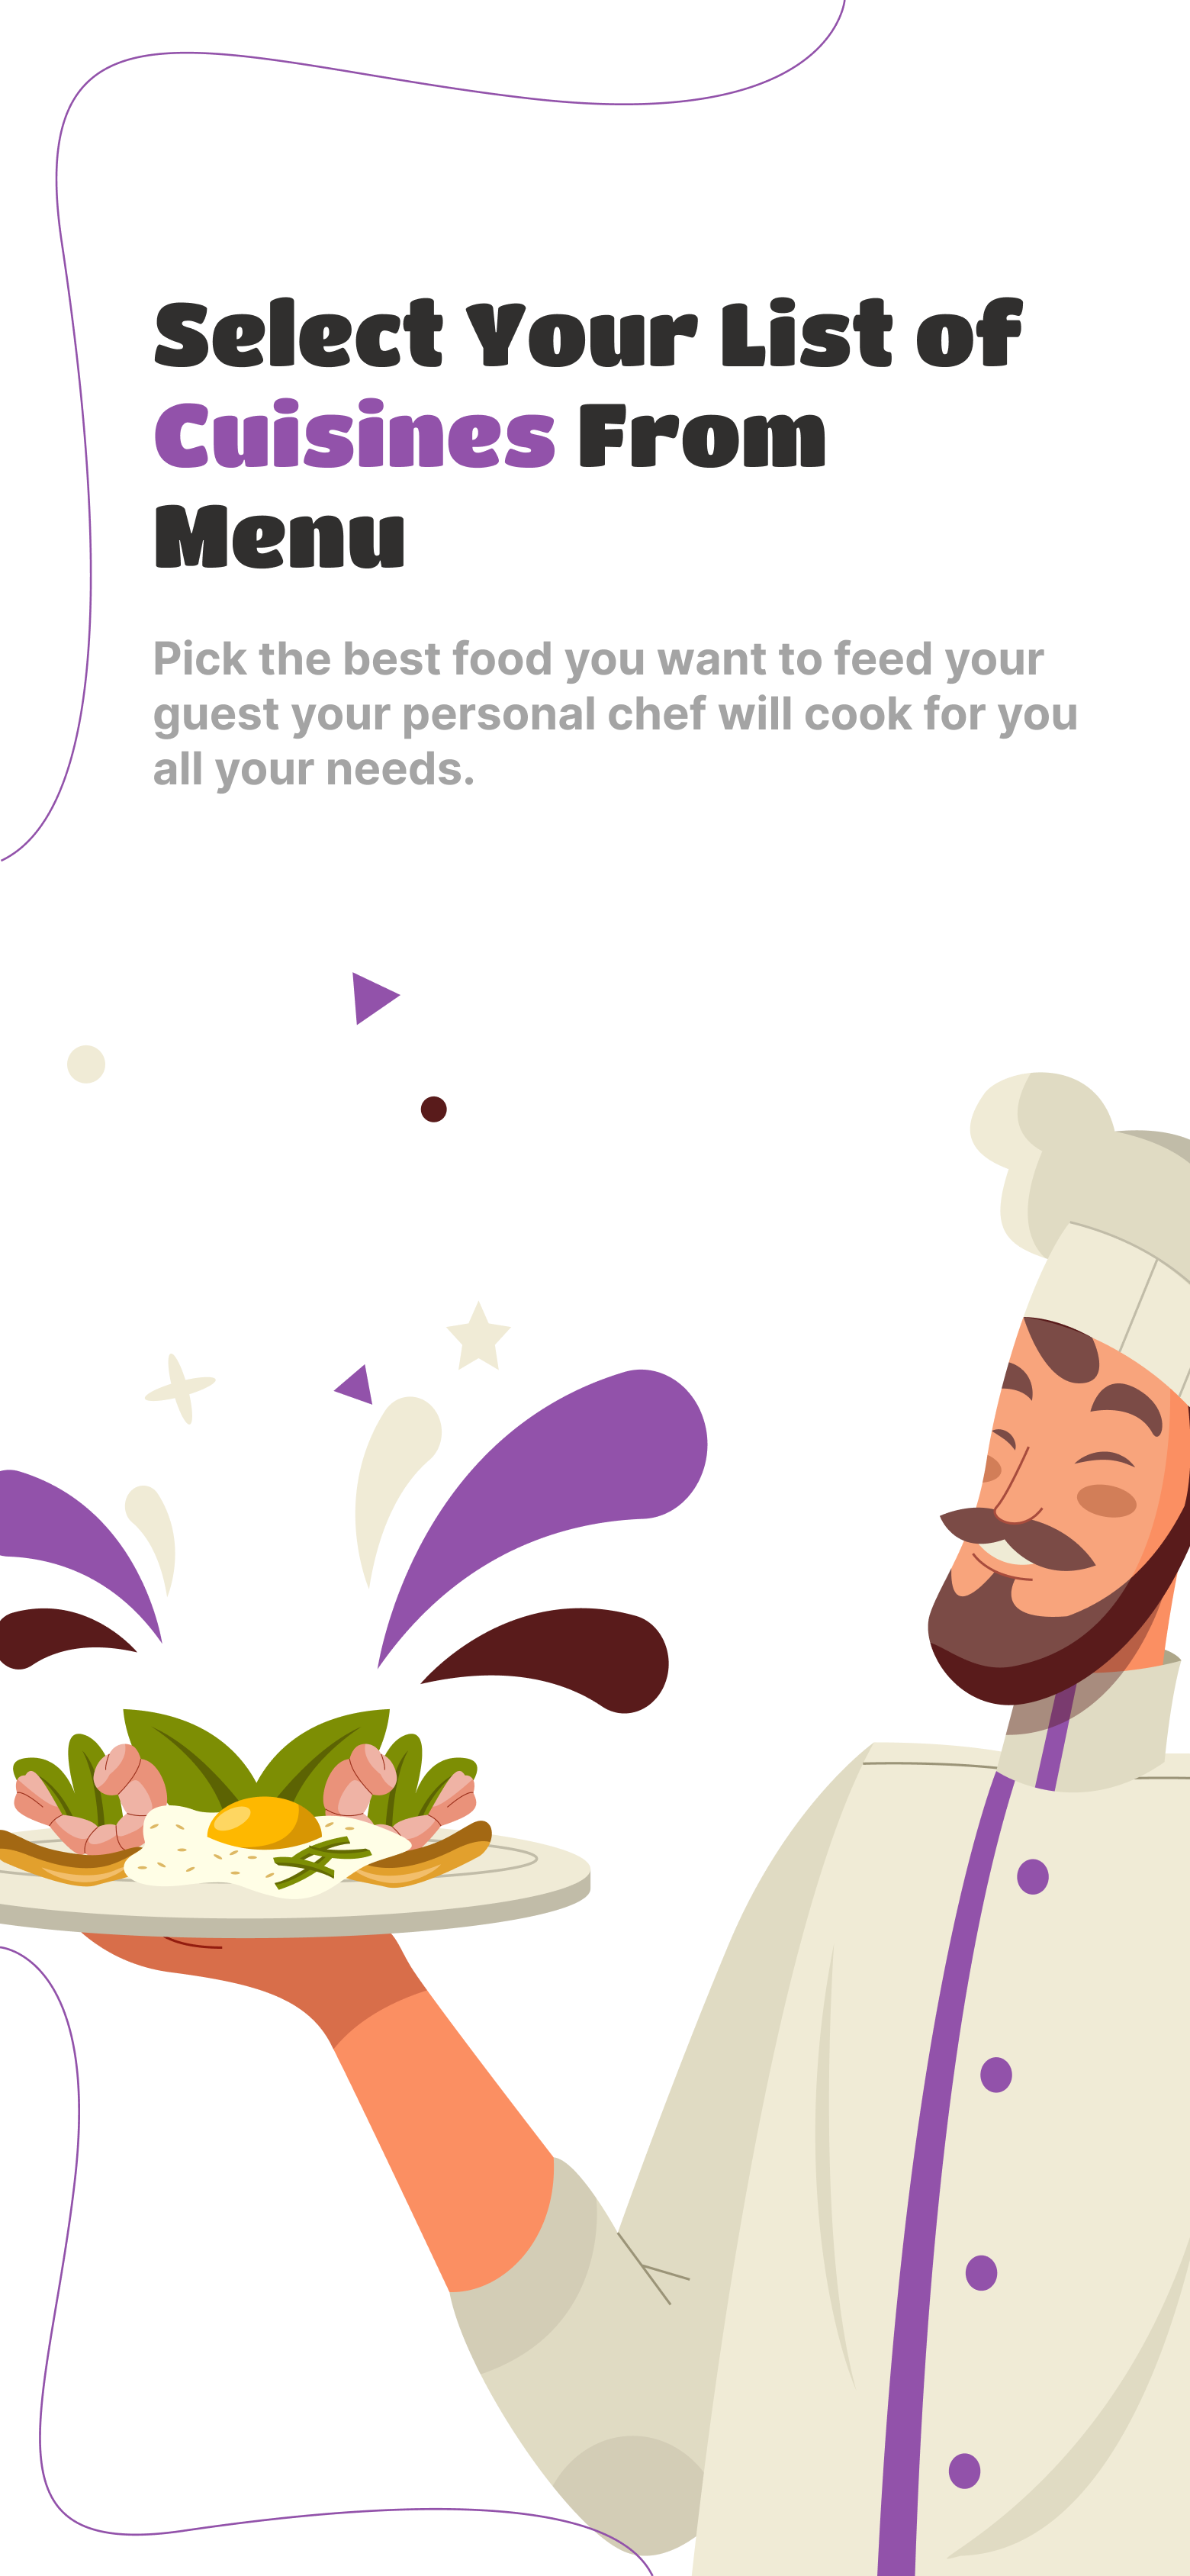 Select Your List of
Cuisines From
Menu
Pick the best food you want to feed your
guest your personal chef will cook for you
all your needs.